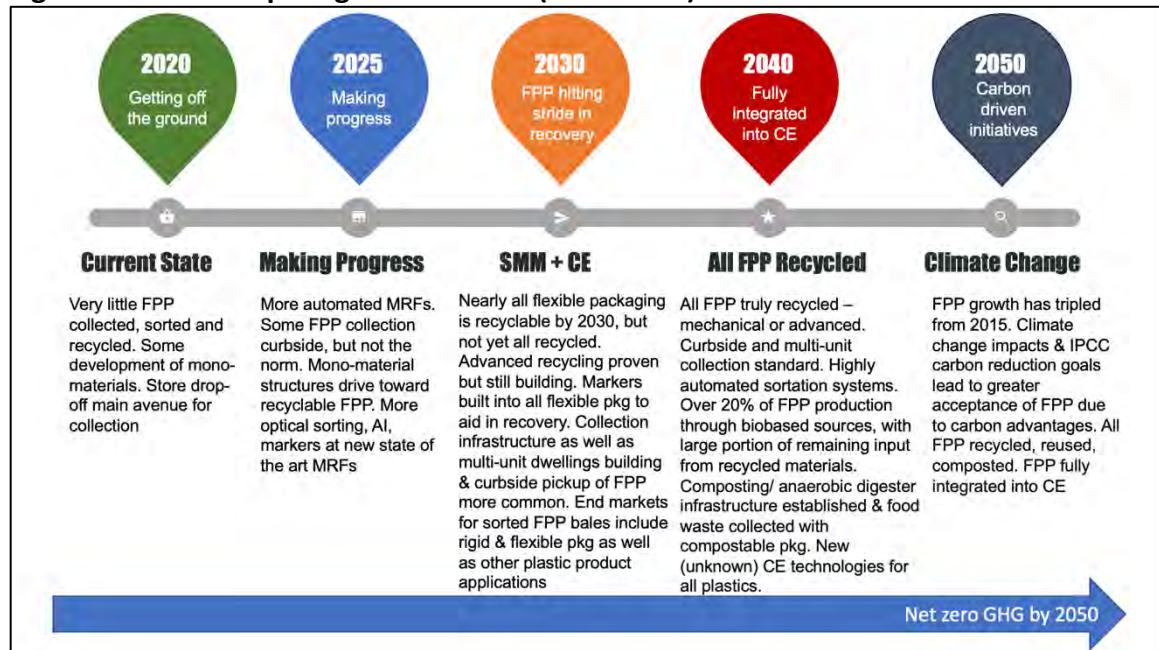 2020
Getting off
the ground
2025
Making
progress
2030
FPP hitting
stride in
recovery
2040
Fully
integrated
into CE
2050
Carbon
driven
initiatives
Current State
Very little FPP
collected, sorted and
recycled. Some
development of mono-
materials. Store drop-
off main avenue for
collection
Making Progress
More automated MRFs.
Some FPP collection
curbside, but not the
norm. Mono-material
structures drive toward
recyclable FPP. More
optical sorting, AI,
markers at new state of
the art MRFs
SMM + CE
Nearly all flexible packaging
is recyclable by 2030, but
not yet all recycled.
Advanced recycling proven
but still building. Markers
built into all flexible pkg to
aid in recovery. Collection
infrastructure as well as
multi-unit dwellings building
& curbside pickup of FPP
more common. End markets
for sorted FPP bales include
rigid & flexible pkg as well
as other plastic product
applications
All FPP Recycled
All FPP truly recycled –
mechanical or advanced.
Curbside and multi-unit
collection standard. Highly
automated sortation systems.
Over 20% of FPP production
through biobased sources, with
large portion of remaining input
from recycled materials.
Composting/ anaerobic digester
infrastructure established & food
waste collected with
compostable pkg. New
(unknown) CE technologies for
all plastics.
Climate Change
FPP growth has tripled
from 2015. Climate
change impacts & IPCC
carbon reduction goals
lead to greater
acceptance of FPP due
to carbon advantages. All
FPP recycled, reused,
composted. FPP fully
integrated into CE
Net zero GHG by 2050